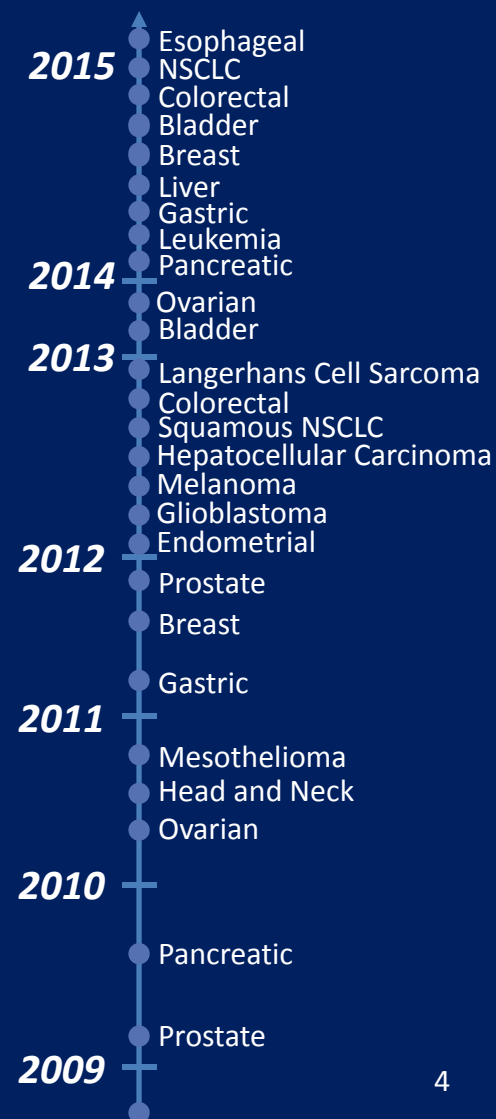 Esophageal
2015
NSCLC
Colorectal
Bladder
Breast
Liver
Gastric
Leukemia
Pancreatic
2014
Ovarian
Bladder
2013
Langerhans Cell Sarcoma
Colorectal
Squamous NSCLC
Hepatocellular Carcinoma
Melanoma
Glioblastoma
Endometrial
2012
Prostate
Breast
Gastric
2011
Mesothelioma
Head and Neck
Ovarian
2010
Pancreatic
Prostate
2009
4